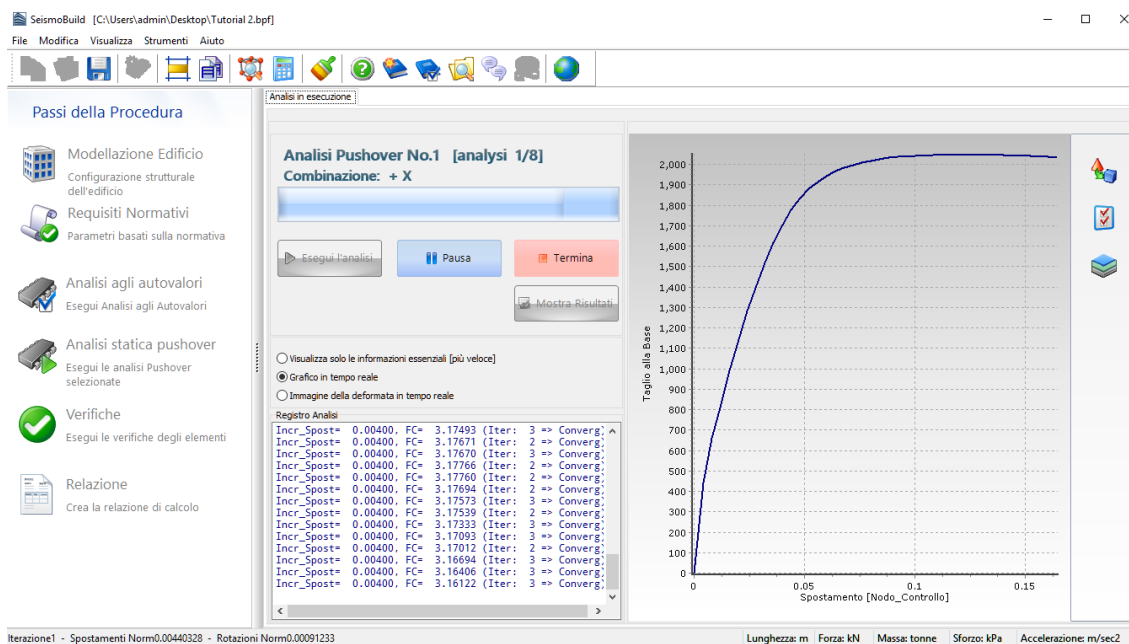 SeismoBuild [C:\Users\admin\Desktop\Tutorial 2.bpf]
File Modifica Visualizza Strumenti Aiuto
Passi della Procedura
Modellazione Edificio
Configurazione strutturale
dell'edificio
Requisiti Normativi
Parametri basati sulla normativa
Analisi agli autovalori
Esegui Analisi agli Autovalori
Analisi statica pushover
Esegui le analisi Pushover
selezionate
Verifiche
Esegui le verifiche degli elementi
Relazione
Crea la relazione di calcolo
Analisi in esecuzione
Analisi Pushover No.1 [analysi 1/8]
Combinazione: + X
Esegui l'analisi
Pausa
Termina
Mostra Risultati
Visualizza solo le informazioni essenziali [più veloce]
Grafico in tempo reale
Immagine della deformata in tempo reale
Registro Analisi
Incr_Spost= 0.00400, FC= 3.17493 (Iter: 3 => Converg.
Incr_Spost= 0.00400, FC= 3.17671 (Iter: 2 => Converg.
Incr_Spost= 0.00400, FC= 3.17670 (Iter: 3 => Converg.
Incr_Spost= 0.00400, FC= 3.17766 (Iter: 2 => Converg.
Incr_Spost= 0.00400, FC= 3.17760 (Iter: 2 => Converg.
Incr_Spost= 0.00400, FC= 3.17694 (Iter: 2 => Converg.
Incr_Spost= 0.00400, FC= 3.17573 (Iter: 3 => Converg.
Incr_Spost= 0.00400, FC= 3.17539 (Iter: 2 => Converg.
Incr_Spost= 0.00400, FC= 3.17333 (Iter: 3 => Converg.
Incr_Spost= 0.00400, FC= 3.17093 (Iter: 3 => Converg.
Incr_Spost= 0.00400, FC= 3.17012 (Iter: 2 => Converg.
Incr_Spost= 0.00400, FC= 3.16694 (Iter: 3 => Converg.
Incr_Spost= 0.00400, FC= 3.16406 (Iter: 3 => Converg.
Incr_Spost= 0.00400, FC= 3.16122 (Iter: 3 => Converg.
Taglio alla Base
2,000
1,900
1,800
1,700
1,600
1,500
1,400
1,300
1,200
1,100
1,000
900
800
700
600
500
400
300
200
100
0
0 0.05 0.1 0.15
Spostamento [Nodo_Controllo]
Iterazione1 - Spostamenti Norm0.00440328 - Rotazioni Norm0.00091233
Lunghezza: m Forza: kN Massa: tonne Sforzo: kPa Accelerazione: m/sec2